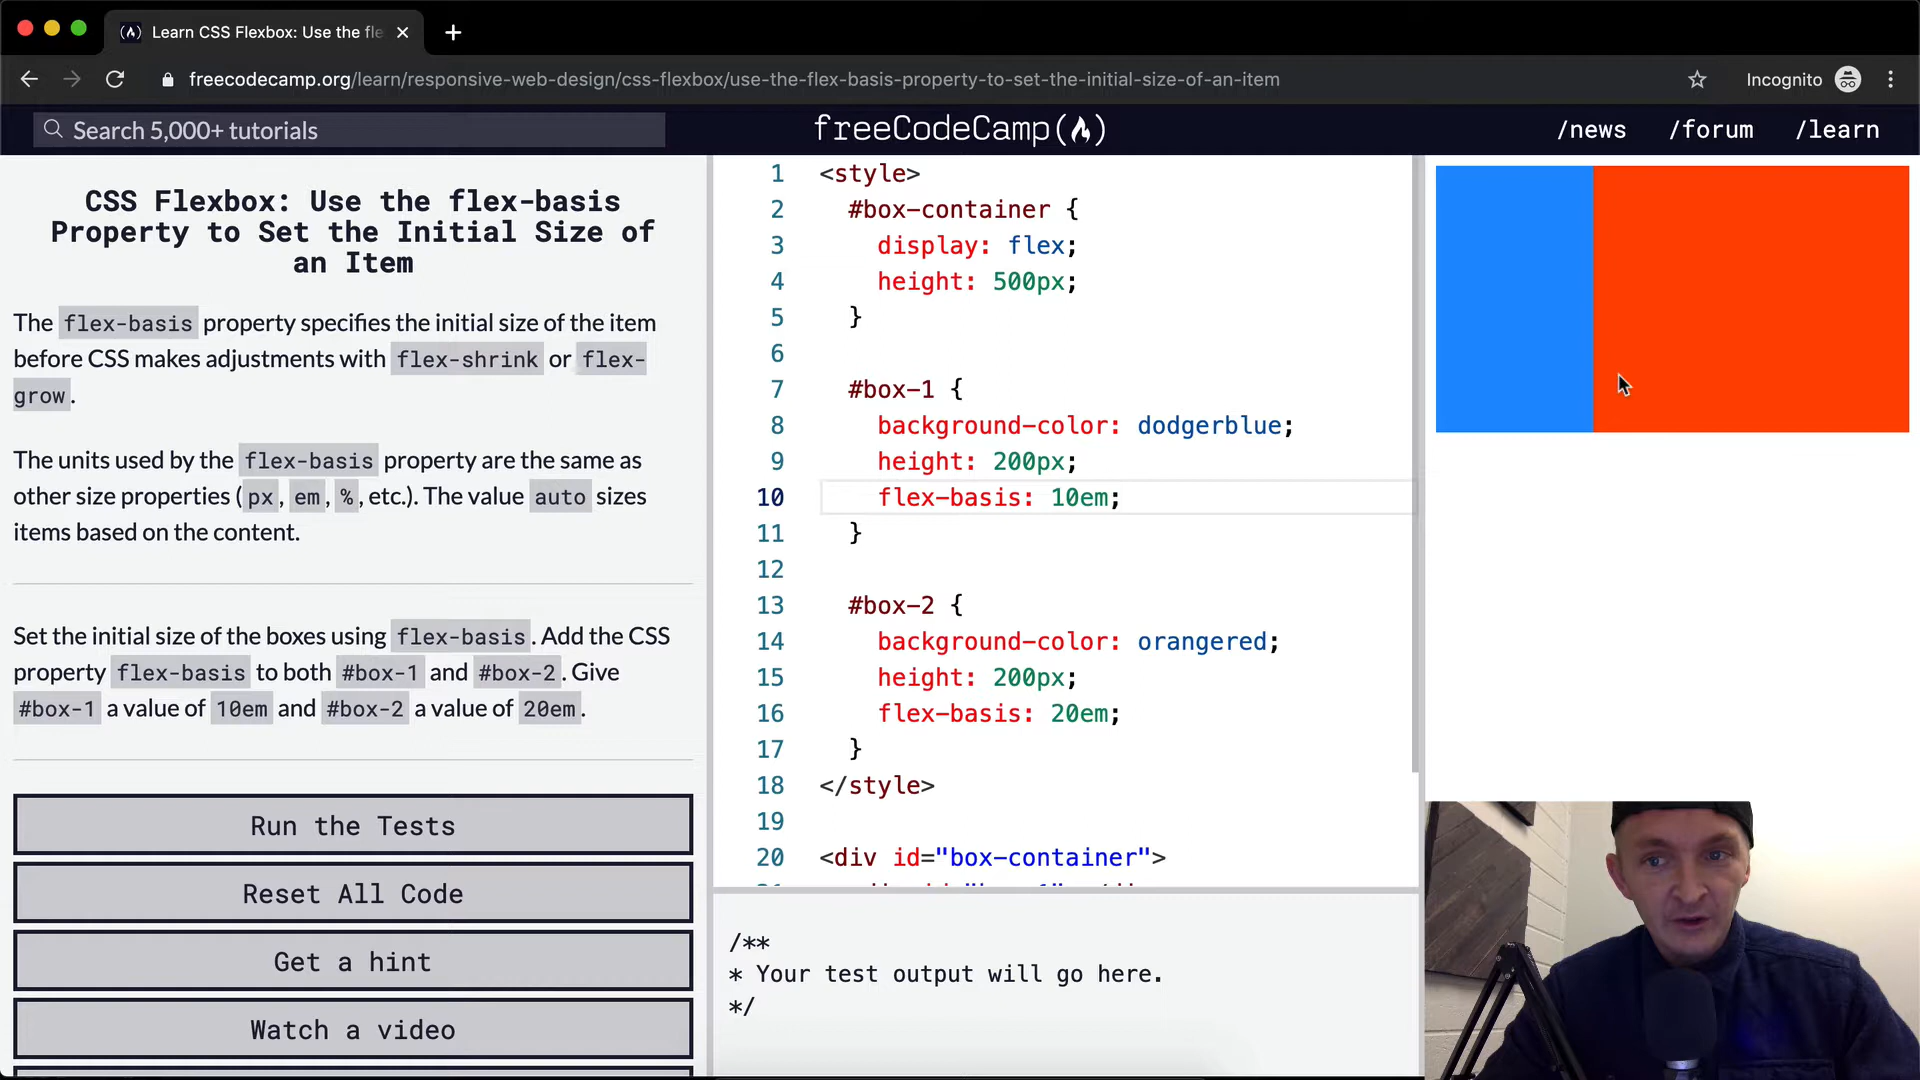 Learn CSS Flexbox: Use the fle
freecodecamp.org/learn/responsive-web-design/css-flexbox/use-the-flex-basis-property-to-set-the-initial-size-of-an-item
Incognito
Search 5,000+ tutorials
freeCodeCamp
/news /forum /learn
CSS Flexbox: Use the flex-basis
Property to Set the Initial Size of
an Item
The flex-basis property specifies the initial size of the item
before CSS makes adjustments with flex-shrink or flex-
grow.
The units used by the flex-basis property are the same as
other size properties (px, em, %, etc.). The value auto sizes
items based on the content.
Set the initial size of the boxes using flex-basis. Add the CSS
property flex-basis to both #box-1 and #box-2. Give
#box-1 a value of 10em and #box-2 a value of 20em.
Run the Tests
Reset All Code
Get a hint
Watch a video
1 <style>
2 #box-container {
3 display: flex;
4 height: 500px;
5 }
6
7 #box-1 {
8 background-color: dodgerblue;
9 height: 200px;
10 flex-basis: 10em;
11 }
12
13 #box-2 {
14 background-color: orangered;
15 height: 200px;
16 flex-basis: 20em;
17 }
18 </style>
19
20 <div id="box-container">
/**
* Your test output will go here.
*/